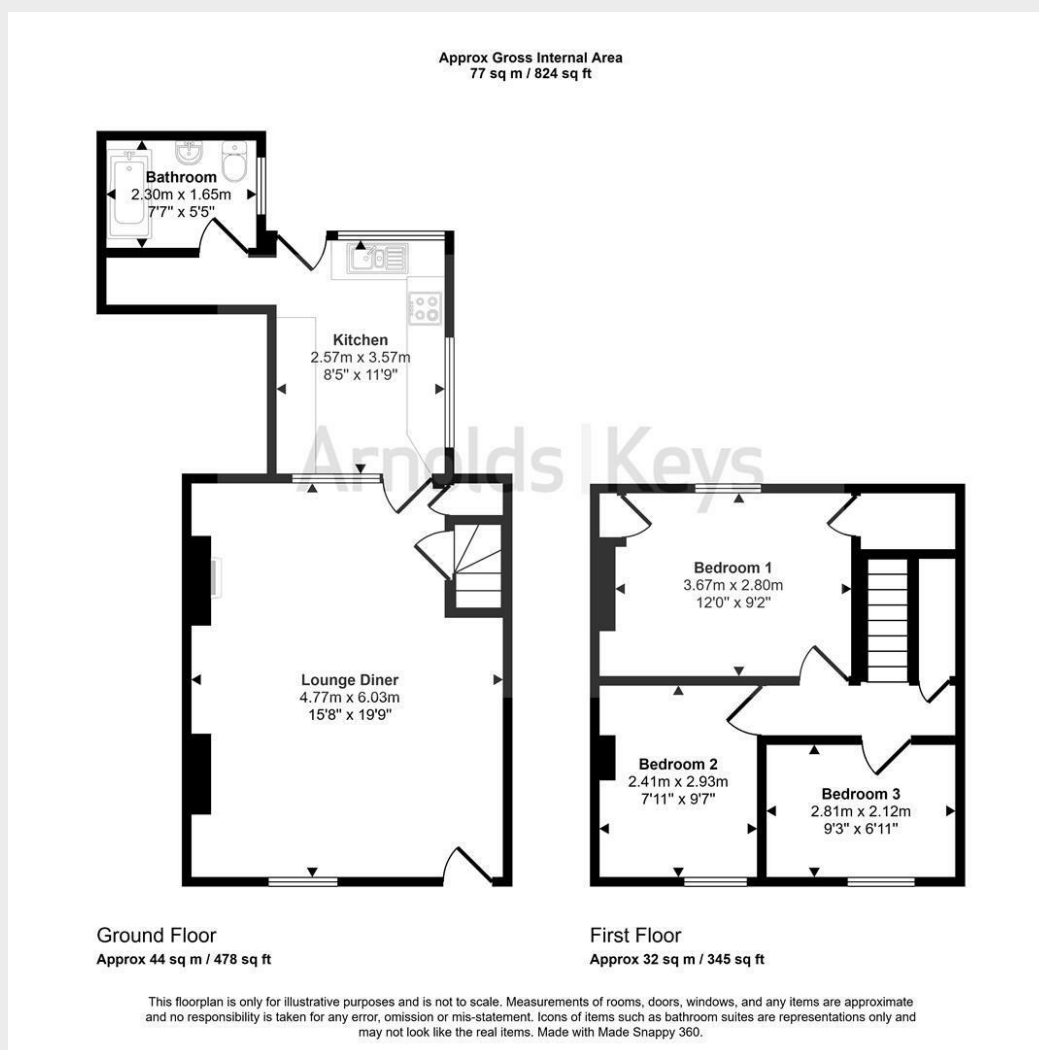 Approx Gross Internal Area
77 sq m / 824 sq ft
Bathroom
2.30m x 1.65m
7'7" x 5'5"
Kitchen
2.57m x 3.57m
8'5" x 11'9"
Arnolds | Keys
Lounge Diner
4.77m x 6.03m
15'8" x 19'9"
Bedroom 1
3.67m x 2.80m
12'0" x 9'2"
Bedroom 2
2.41m x 2.93m
7'11" x 9'7"
Bedroom 3
2.81m x 2.12m
9'3" x 6'11"
Ground Floor
Approx 44 sq m / 478 sq ft
First Floor
Approx 32 sq m / 345 sq ft
This floorplan is only for illustrative purposes and is not to scale. Measurements of rooms, doors, windows, and any items are approximate
and no responsibility is taken for any error, omission or mis-statement. Icons of items such as bathroom suites are representations only and
may not look like the real items. Made with Made Snappy 360.